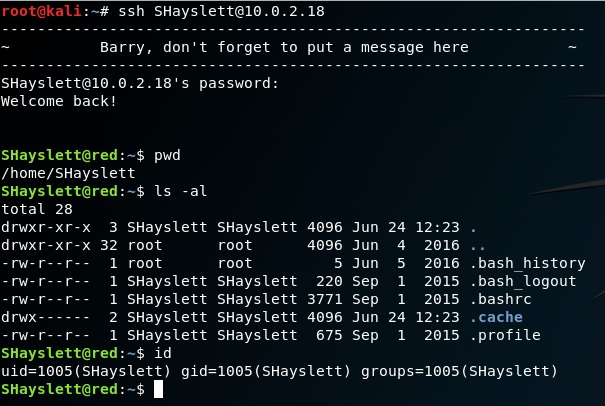 root@kali:~# ssh SHayslett@10.0.2.18
-----------------------------------------------------------------
~          Barry, don't forget to put a message here           ~
-----------------------------------------------------------------
SHayslett@10.0.2.18's password:
Welcome back!
SHayslett@red:~$ pwd
/home/SHayslett
SHayslett@red:~$ ls -al
total 28
drwxr-xr-x  3 SHayslett SHayslett 4096 Jun 24 12:23 .
drwxr-xr-x 32 root      root      4096 Jun  4  2016 ..
-rw-r--r--  1 root      root         5 Jun  5  2016 .bash_history
-rw-r--r--  1 SHayslett SHayslett  220 Sep  1  2015 .bash_logout
-rw-r--r--  1 SHayslett SHayslett 3771 Sep  1  2015 .bashrc
drwx------  2 SHayslett SHayslett 4096 Jun 24 12:23 .cache
-rw-r--r--  1 SHayslett SHayslett  675 Sep  1  2015 .profile
SHayslett@red:~$ id
uid=1005(SHayslett) gid=1005(SHayslett) groups=1005(SHayslett)
SHayslett@red:~$